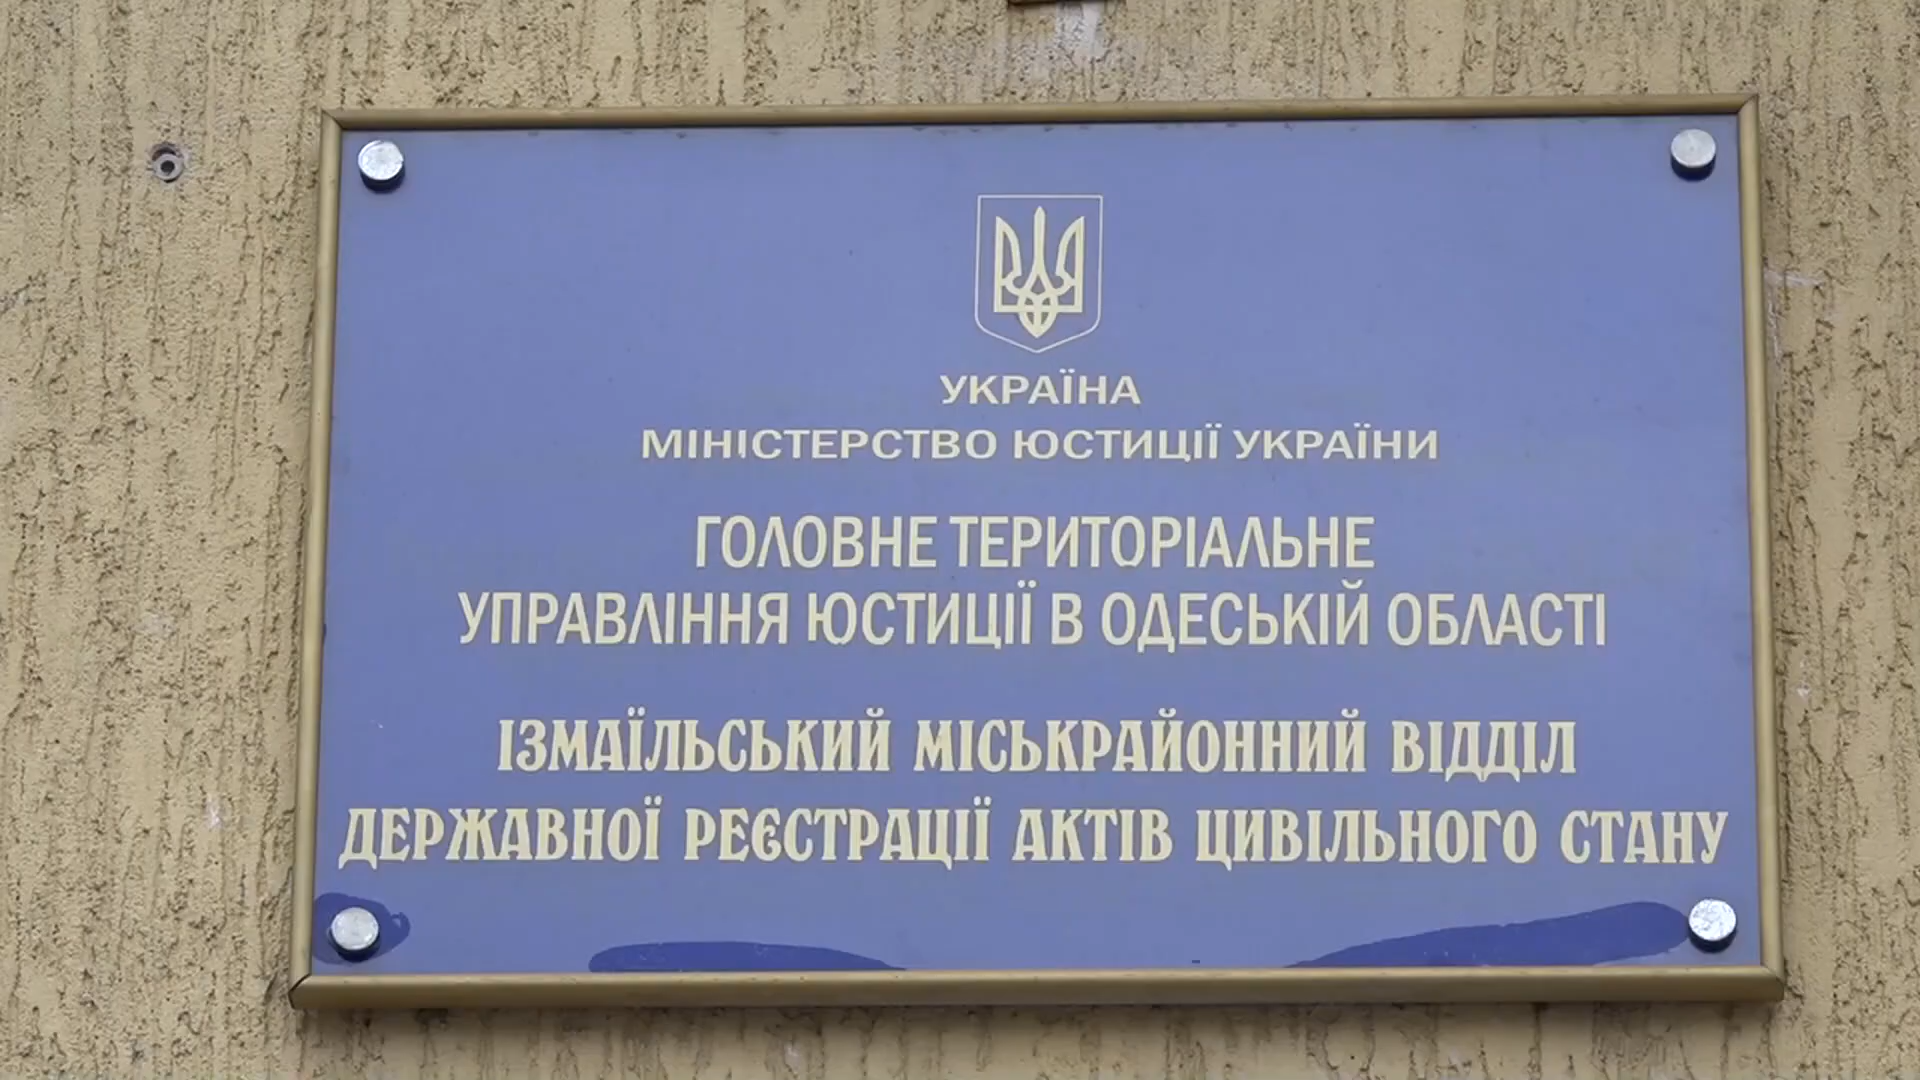 УКРАЇНА
МІНІСТЕРСТВО ЮСТИЦІЇ УКРАЇНИ
ГОЛОВНЕ ТЕРИТОРІАЛЬНЕ
УПРАВЛІННЯ ЮСТИЦІЇ В ОДЕСЬКІЙ ОБЛАСТІ
ІЗМАЇЛЬСЬКИЙ МІСЬКРАЙОННИЙ ВІДДІЛ
ДЕРЖАВНОЇ РЕЄСТРАЦІЇ АКТІВ ЦИВІЛЬНОГО СТАНУ